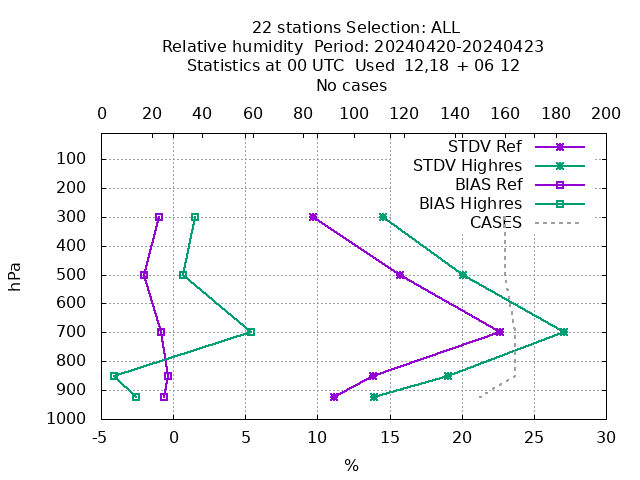 22 stations Selection: ALL
Relative humidity  Period: 20240420-20240423
Statistics at 00 UTC  Used  12,18 + 06 12
No cases
0 20 40 60 80 100 120 140 160 180 200
STDV Ref
STDV Highres
BIAS Ref
BIAS Highres
CASES
100
200
300
400
500
600
700
800
900
1000
hPa
-5 0 5 10 15 20 25 30
%